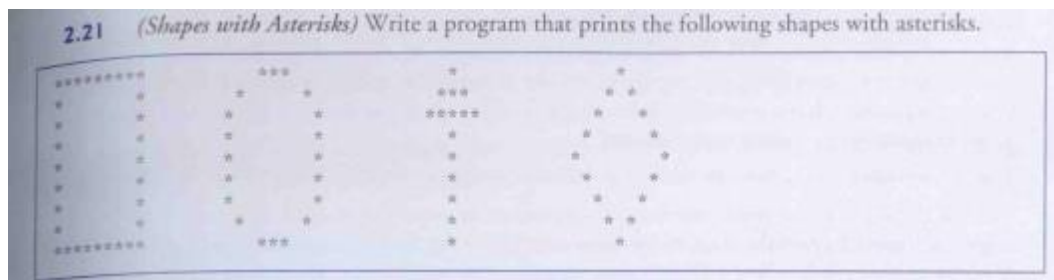 2.21 (Shapes with Asterisks) Write a program that prints the following shapes with asterisks.
*********          ***            *              *
*       *        *     *         ***            * *
*       *       *       *       *****          *   *
*       *       *       *         *           *     *
*       *       *       *         *          *       *
*       *       *       *         *           *     *
*       *       *       *         *            *   *
*       *        *     *          *             * *
*********          ***            *              *